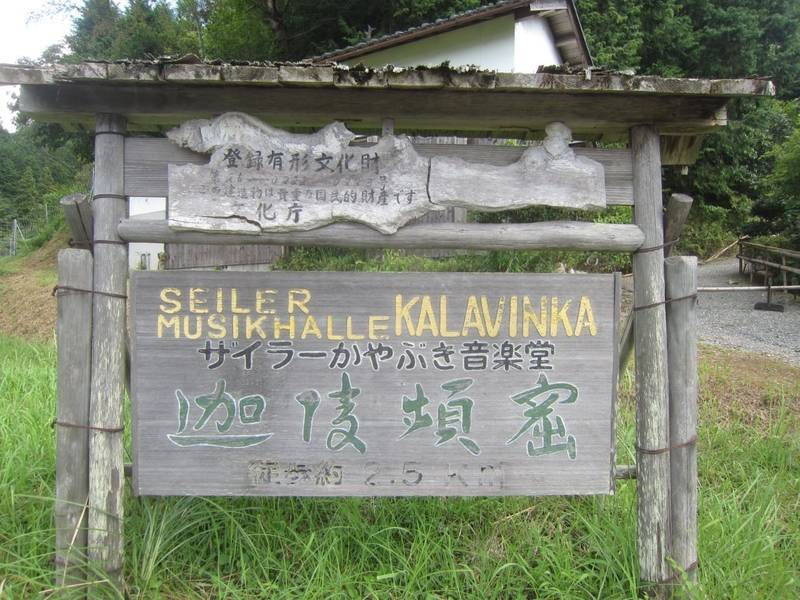 登録有形文化財
この建造物は貴重な国民的財産です
文化庁
SEILER
MUSIKHALLE KALAVINKA
ザイラーかやぶき音楽堂
迦陵頻窟
徒歩約 2.5 KM